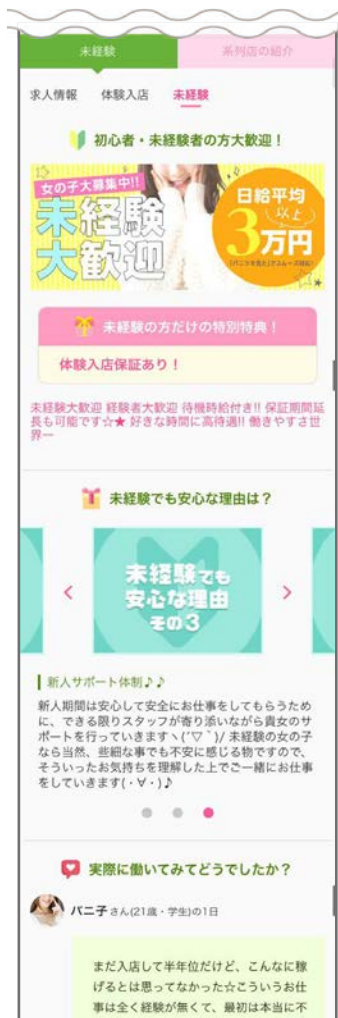 未経験
系列店の紹介
求人情報
体験入店
未経験
初心者・未経験者の方大歓迎！
女の子大募集中!!
未経験
大歓迎
日給平均
以上
3万円
未経験の方だけの特別特典！
体験入店保証あり！
未経験大歓迎 経験者大歓迎 待機時給付き!! 保証期間延
長も可能です☆★ 好きな時間に高待遇!! 働きやすさ世
界一
未経験でも安心な理由は？
未経験でも
安心な理由
その3
新人サポート体制♪♪
新人期間は安心して安全にお仕事をしてもらうため
に、できる限りスタッフが寄り添いながら貴女のサ
ポートを行っていきますヽ(´▽｀)/ 未経験の女の子
なら当然、些細な事でも不安に感じる物ですので、
そういったお気持ちを理解した上でご一緒にお仕事
をしていきます(・∀・)♪
実際に働いてみてどうでしたか？
バニ子さん(21歳・学生)の1日
まだ入店して半年位だけど、こんなに稼
げるとは思ってなかった☆こういうお仕
事は全く経験が無くて、最初は本当に不